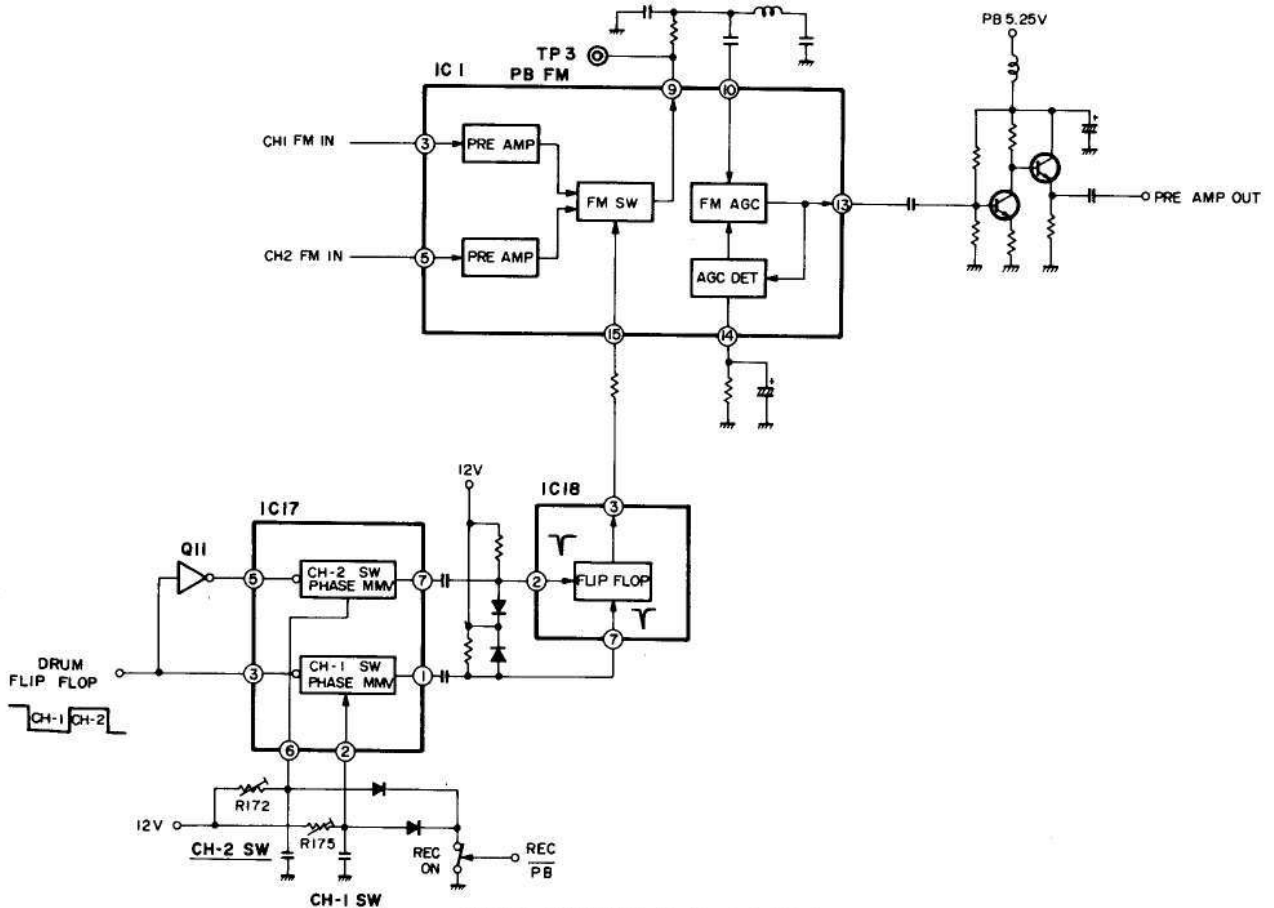 PB 5.25V
TP 3
IC 1
PB FM
9
10
CH1 FM IN
3
PRE AMP
FM SW
FM AGC
13
PRE AMP OUT
CH2 FM IN
5
PRE AMP
AGC DET
15
14
12V
IC18
3
IC17
Q11
5
CH-2 SW
PHASE MMV
7
2
FLIP FLOP
7
DRUM
FLIP FLOP
3
CH-1 SW
PHASE MMV
1
CH-1
CH-2
6
2
R172
12V
R175
CH-2 SW
REC
ON
REC
PB
CH-1 SW